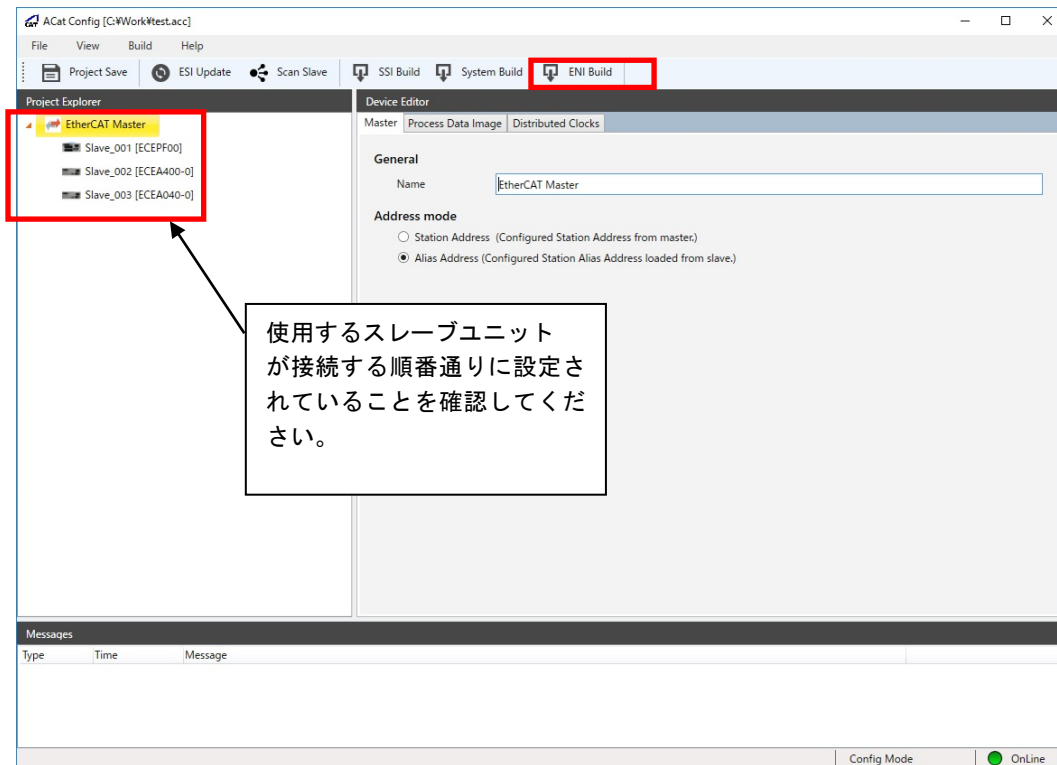 ACat Config [C:¥Work¥test.acc]
File View Build Help
Project Save ESI Update Scan Slave SSI Build System Build ENI Build
Project Explorer
EtherCAT Master
Slave_001 [ECEPF00]
Slave_002 [ECEA400-0]
Slave_003 [ECEA040-0]
Device Editor
Master Process Data Image Distributed Clocks
General
Name EtherCAT Master
Address mode
Station Address (Configured Station Address from master.)
Alias Address (Configured Station Alias Address loaded from slave.)
使用するスレーブユニット
が接続する順番通りに設定さ
れていることを確認してくだ
さい。
Messages
Type Time Message
Config Mode OnLine